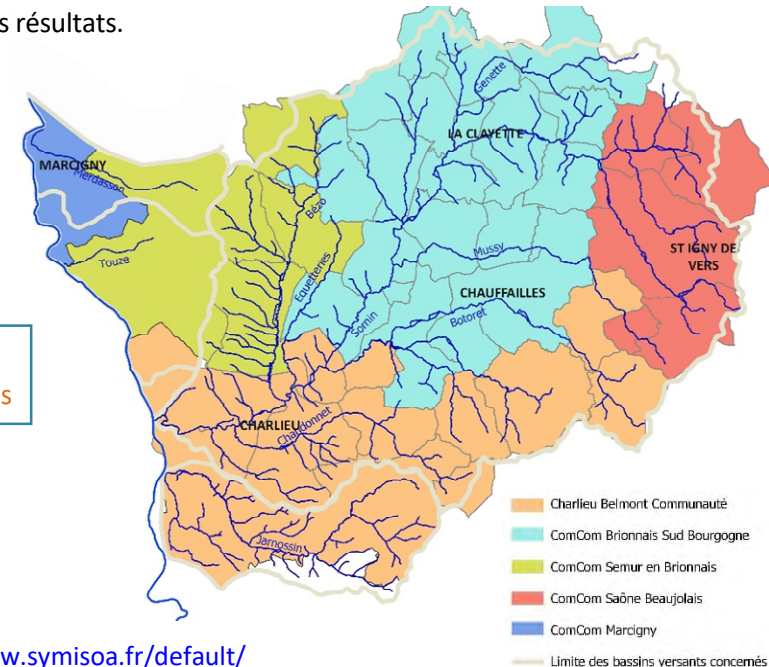 s résultats.
Genette
LA CLAYETTE
MARCIGNY
Merdasson
Bézo
ST IGNY DE
VERS
Touze
Equetteries
Mussy
CHAUFFAILLES
Sornin
Botoret
s
CHARLIEU
Chandonnet
Jarnossin
Charlieu Belmont Communauté
ComCom Brionnais Sud Bourgogne
ComCom Semur en Brionnais
ComCom Saône Beaujolais
ComCom Marcigny
Limite des bassins versants concernés
w.symisoa.fr/default/